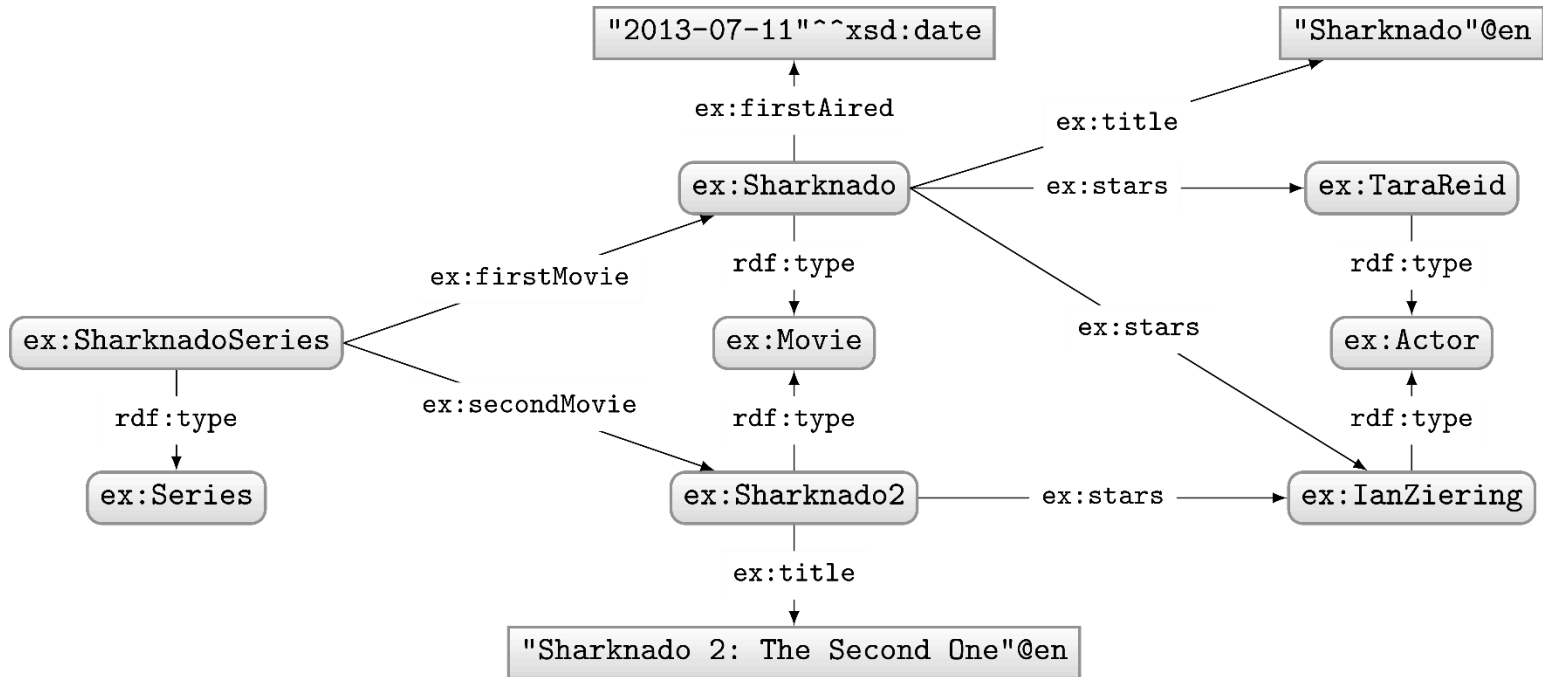 "2013-07-11"^^xsd:date
"Sharknado"@en
ex:firstAired
ex:title
ex:Sharknado
ex:stars
ex:TaraReid
rdf:type
rdf:type
ex:firstMovie
ex:stars
ex:SharknadoSeries
ex:Movie
ex:Actor
ex:secondMovie
rdf:type
rdf:type
rdf:type
ex:Series
ex:Sharknado2
ex:stars
ex:IanZiering
ex:title
"Sharknado 2: The Second One"@en